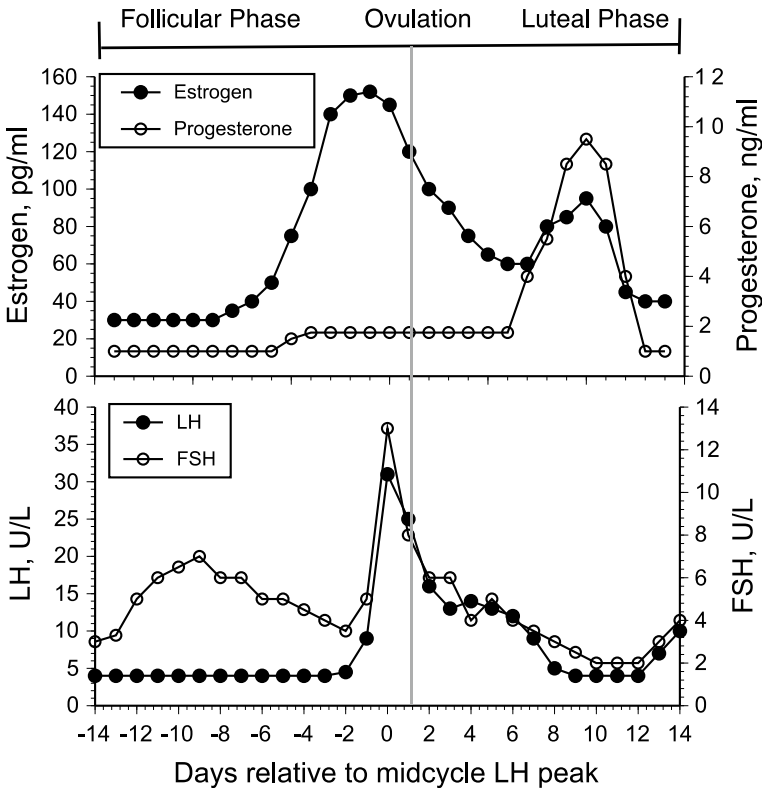 Follicular Phase Ovulation Luteal Phase
160 12
140
120 10
100 8
80 6
60
40 4
20 2
0 0
Estrogen, pg/ml
Progesterone, ng/ml
Estrogen
Progesterone
40 14
35 12
30 10
25
20 8
15 6
10 4
5 2
0 0
LH, U/L
FSH, U/L
LH
FSH
-14 -12 -10 -8 -6 -4 -2 0 2 4 6 8 10 12 14
Days relative to midcycle LH peak